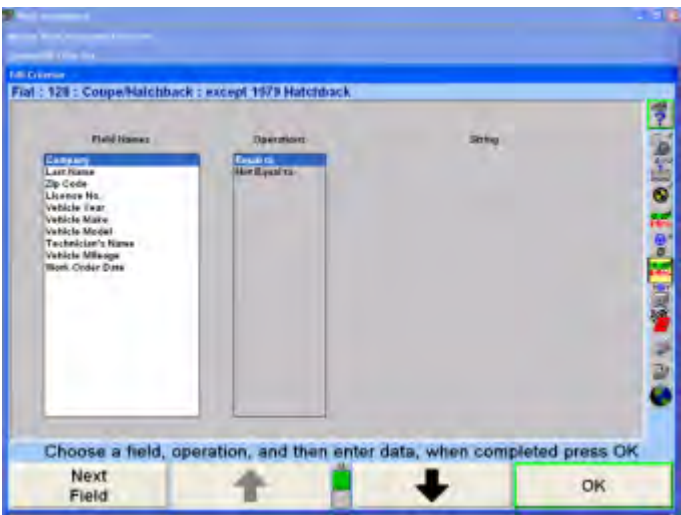 Edit Criterion
Fiat : 128 : Coupe/Hatchback : except 1979 Hatchback
Field Names
Operations
String
Company
Last Name
Zip Code
License No.
Vehicle Year
Vehicle Make
Vehicle Model
Technician's Name
Vehicle Mileage
Work Order Date
Equal to
Not Equal to
Choose a field, operation, and then enter data, when completed press OK
Next
Field
OK